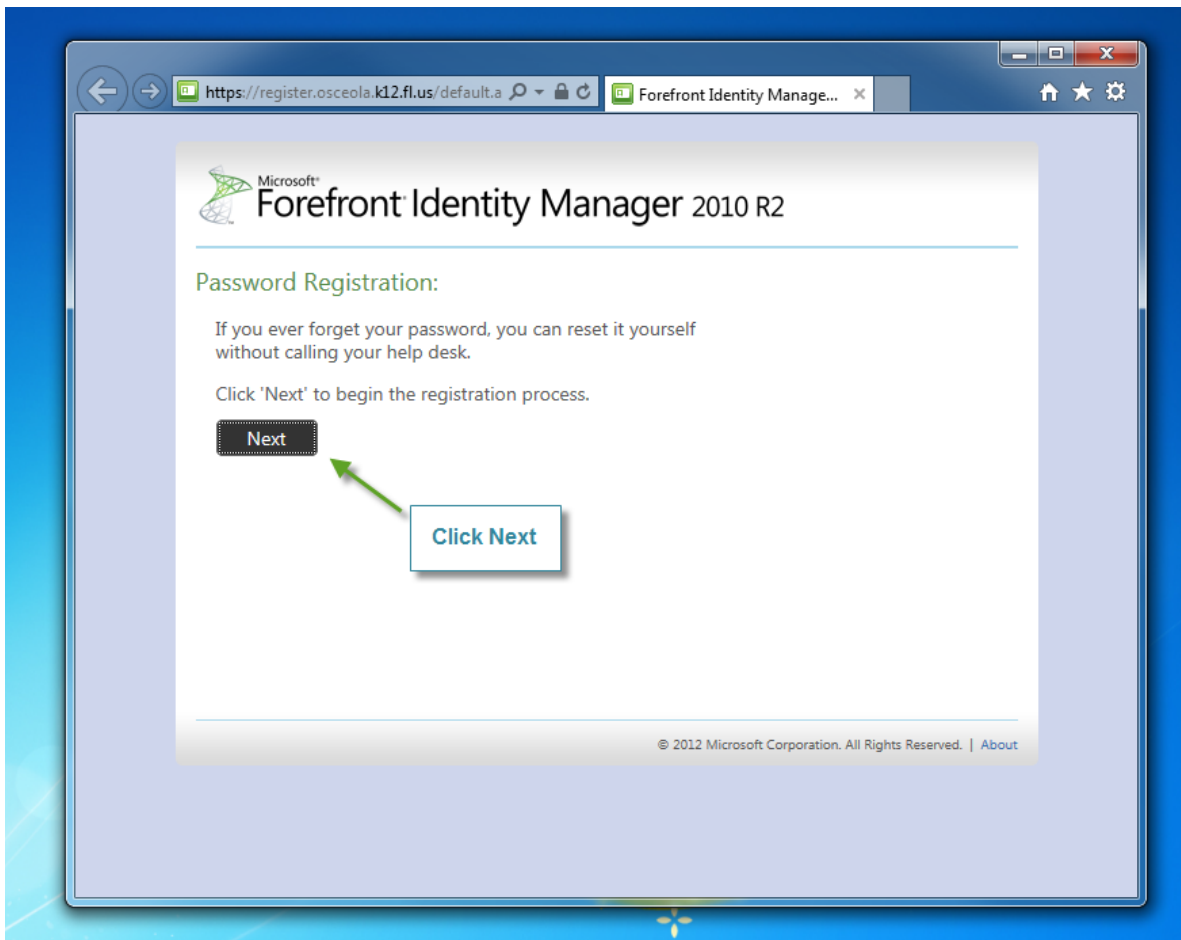 https://register.osceola.k12.fl.us/default.a
Forefront Identity Manage...
Microsoft®
Forefront® Identity Manager 2010 R2
Password Registration:
If you ever forget your password, you can reset it yourself
without calling your help desk.
Click 'Next' to begin the registration process.
Next
Click Next
© 2012 Microsoft Corporation. All Rights Reserved. | About